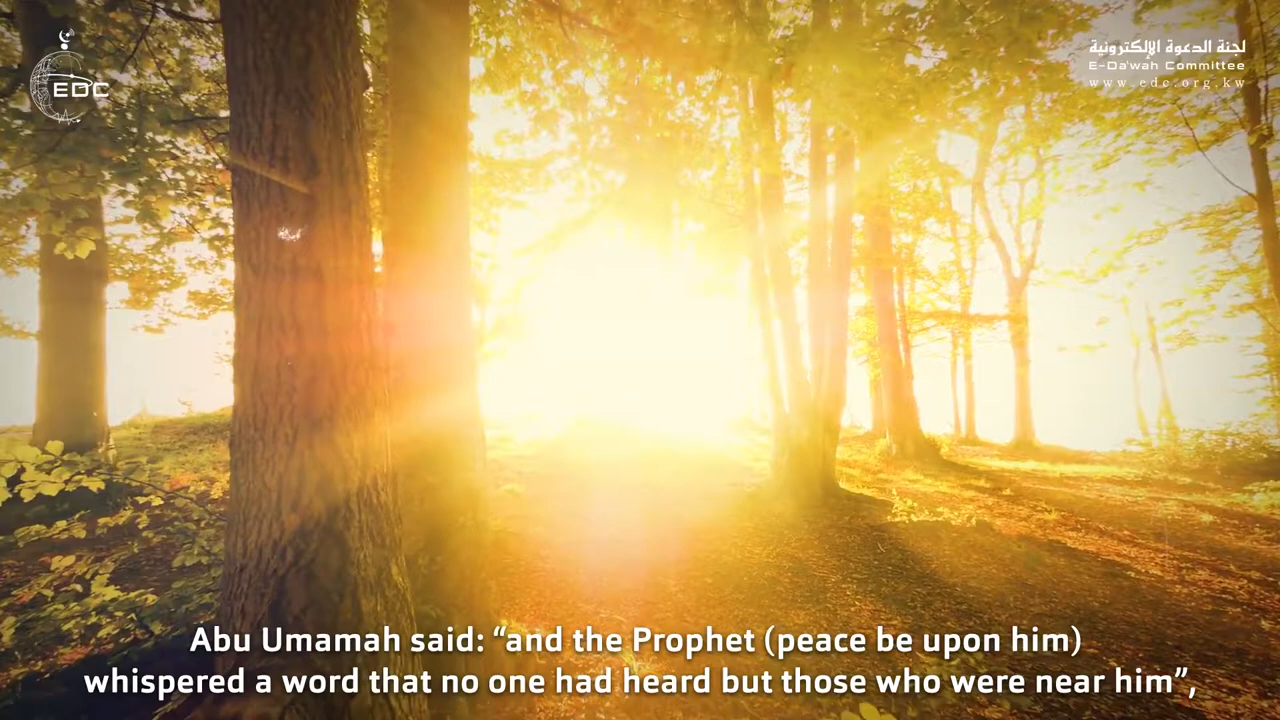 EDC
لجنة الدعوة الإلكترونية
E-Da'wah Committee
www.edc.org.kw
Abu Umamah said: “and the Prophet (peace be upon him)
whispered a word that no one had heard but those who were near him”,